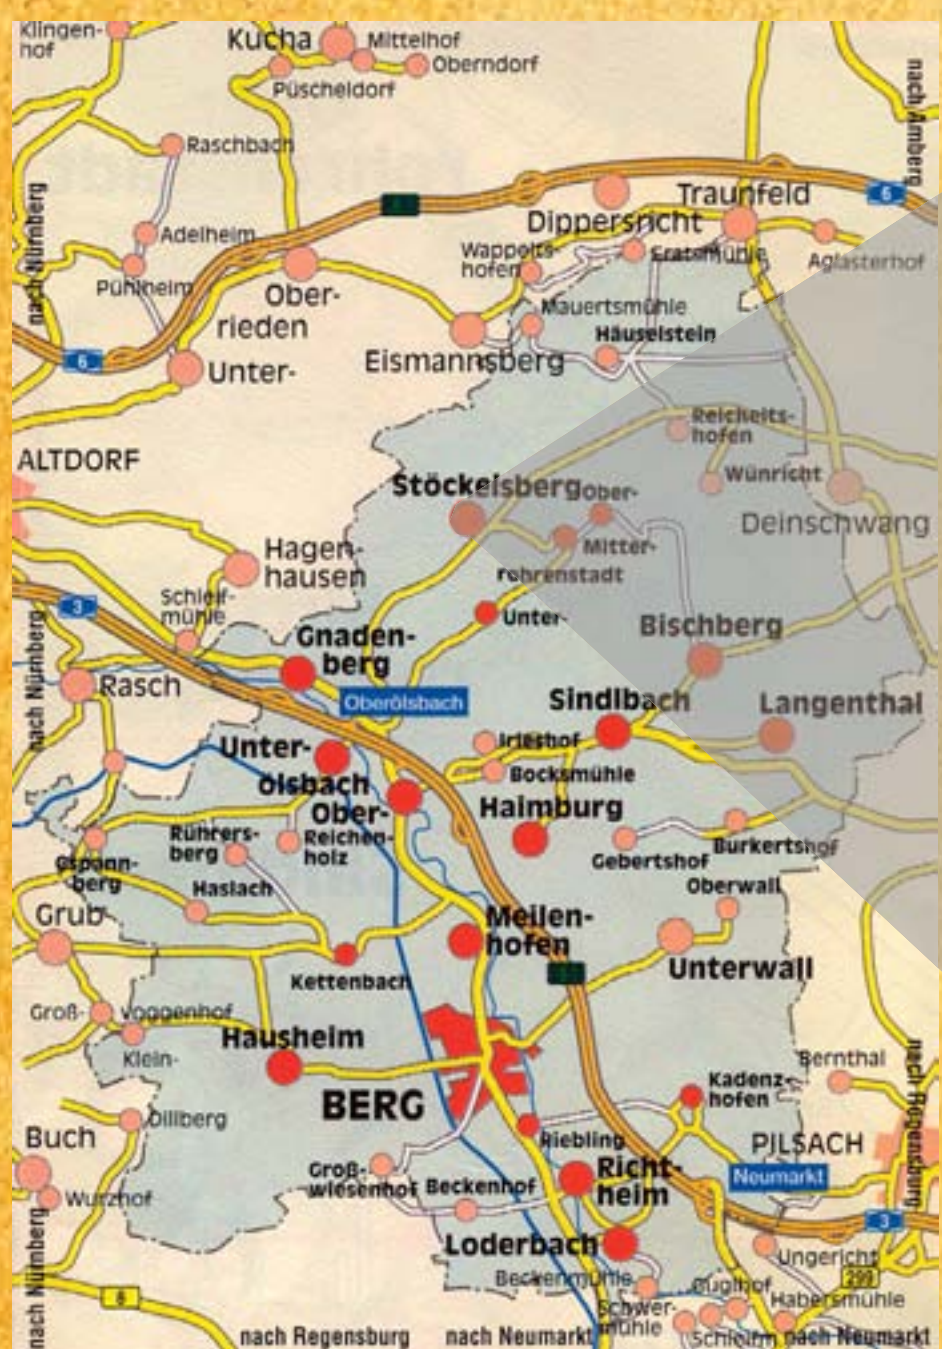 Klingen-
hof
Kucha
Mittelhof
Oberndorf
Püscheldorf
nach Amberg
Raschbach
nach Nürnberg
6
Traunfeld
Dippersricht
Adelheim
Wappelts-
hofen
Aglasterhof
Pühlheim
Ober-
rieden
Mauertsmühle
Häuselstein
6
Eismannsberg
Unter-
Reichelts-
hofen
ALTDORF
Wünricht
Stöckelsberg
Ober-
Deinschwang
Mitter-
Hagen-
hausen
rohrenstadt
Schleif-
mühle
3
nach Nürnberg
Unter-
Gnaden-
berg
Bischberg
Rasch
Oberölsbach
Sindlbach
Langenthal
Unter-
Irleshof
ölsbach
Bocksmühle
Ober-
Haimburg
Rührers-
berg
Reichen-
holz
Gebertshof
Burkertshof
Gspann-
berg
Haslach
Oberwall
Grub
Meilen-
hofen
Kettenbach
Unterwall
Groß-
voggenhof
Klein-
Hausheim
nach Regensburg
Bernthal
Kadenz-
hofen
BERG
Dillberg
Buch
Riebling
PILSACH
Groß-
wiesenhof
Beckenhof
Richt-
heim
Neumarkt
Wurzhof
nach Nürnberg
3
Loderbach
Ungericht
Beckenmühle
299
Guglhof
8
Habersmühle
Schwer-
mühle
nach Regensburg
nach Neumarkt
nach Neumarkt